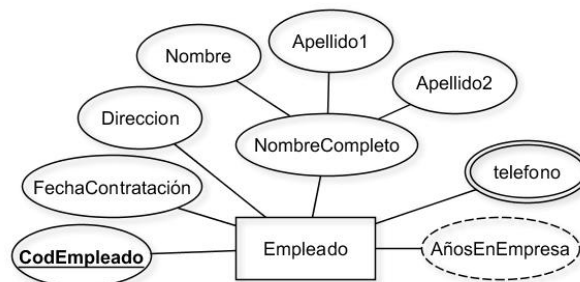 Apellido1
Nombre
Apellido2
Direccion
NombreCompleto
telefono
FechaContratación
Empleado
AñosEnEmpresa
CodEmpleado